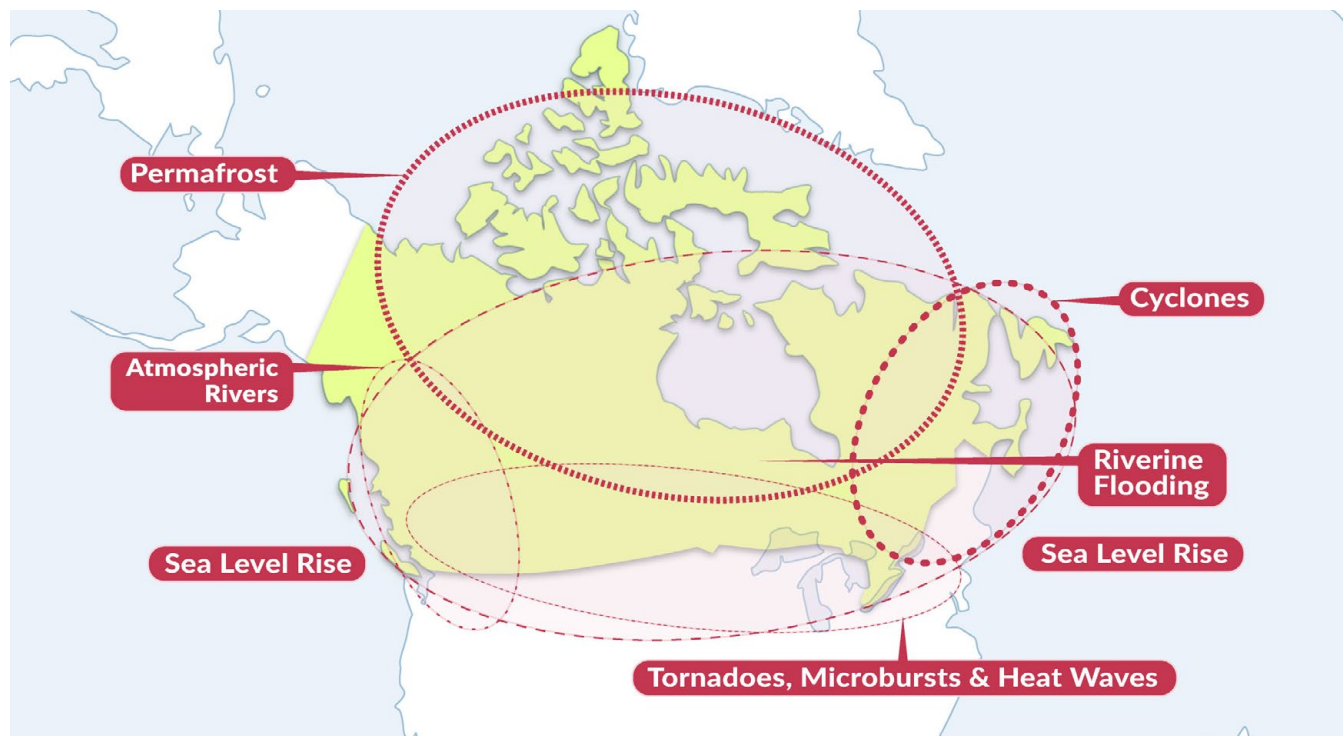 Permafrost
Cyclones
Atmospheric
Rivers
Riverine
Flooding
Sea Level Rise
Sea Level Rise
Tornadoes, Microbursts & Heat Waves